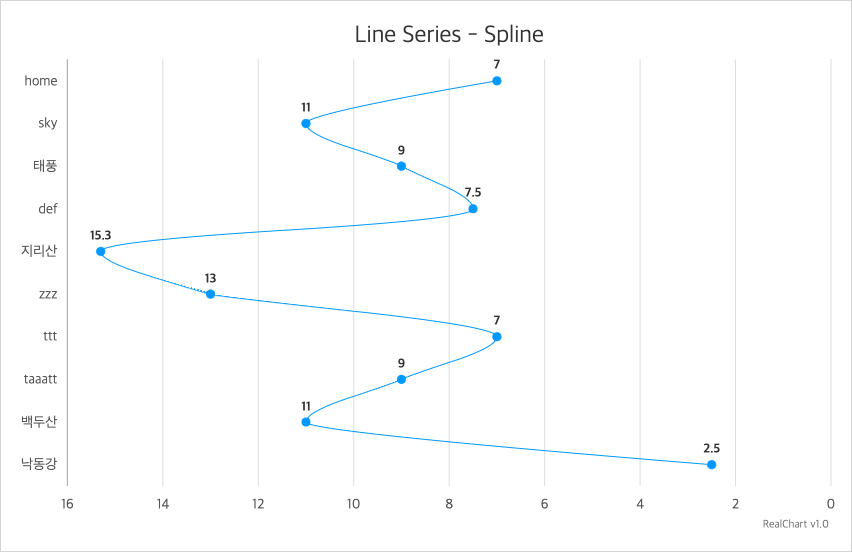 Line Series - Spline
home
7
sky
11
태풍
9
def
7.5
지리산
15.3
zzz
13
ttt
7
taaatt
9
백두산
11
낙동강
2.5
16 14 12 10 8 6 4 2 0
RealChart v1.0